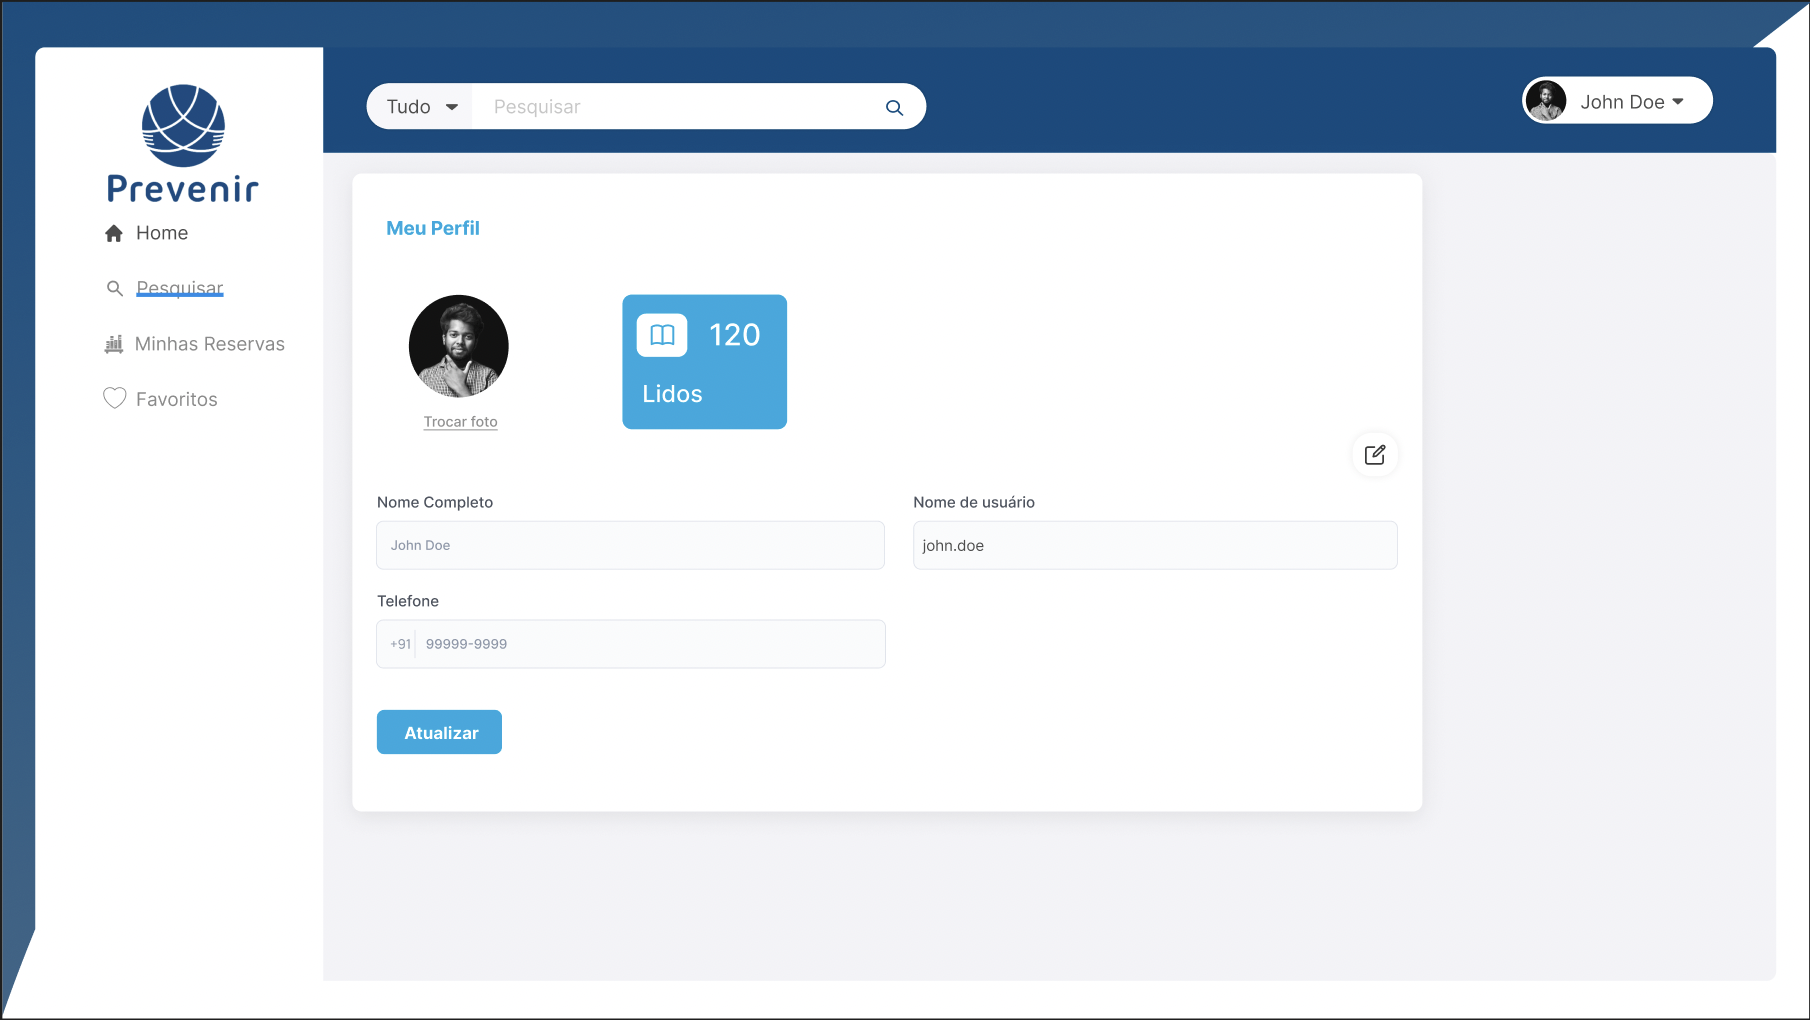 Prevenir
Home
Pesquisar
Minhas Reservas
Favoritos
Tudo
Pesquisar
John Doe
Meu Perfil
Trocar foto
120
Lidos
Nome Completo
John Doe
Nome de usuário
john.doe
Telefone
+91 99999-9999
Atualizar